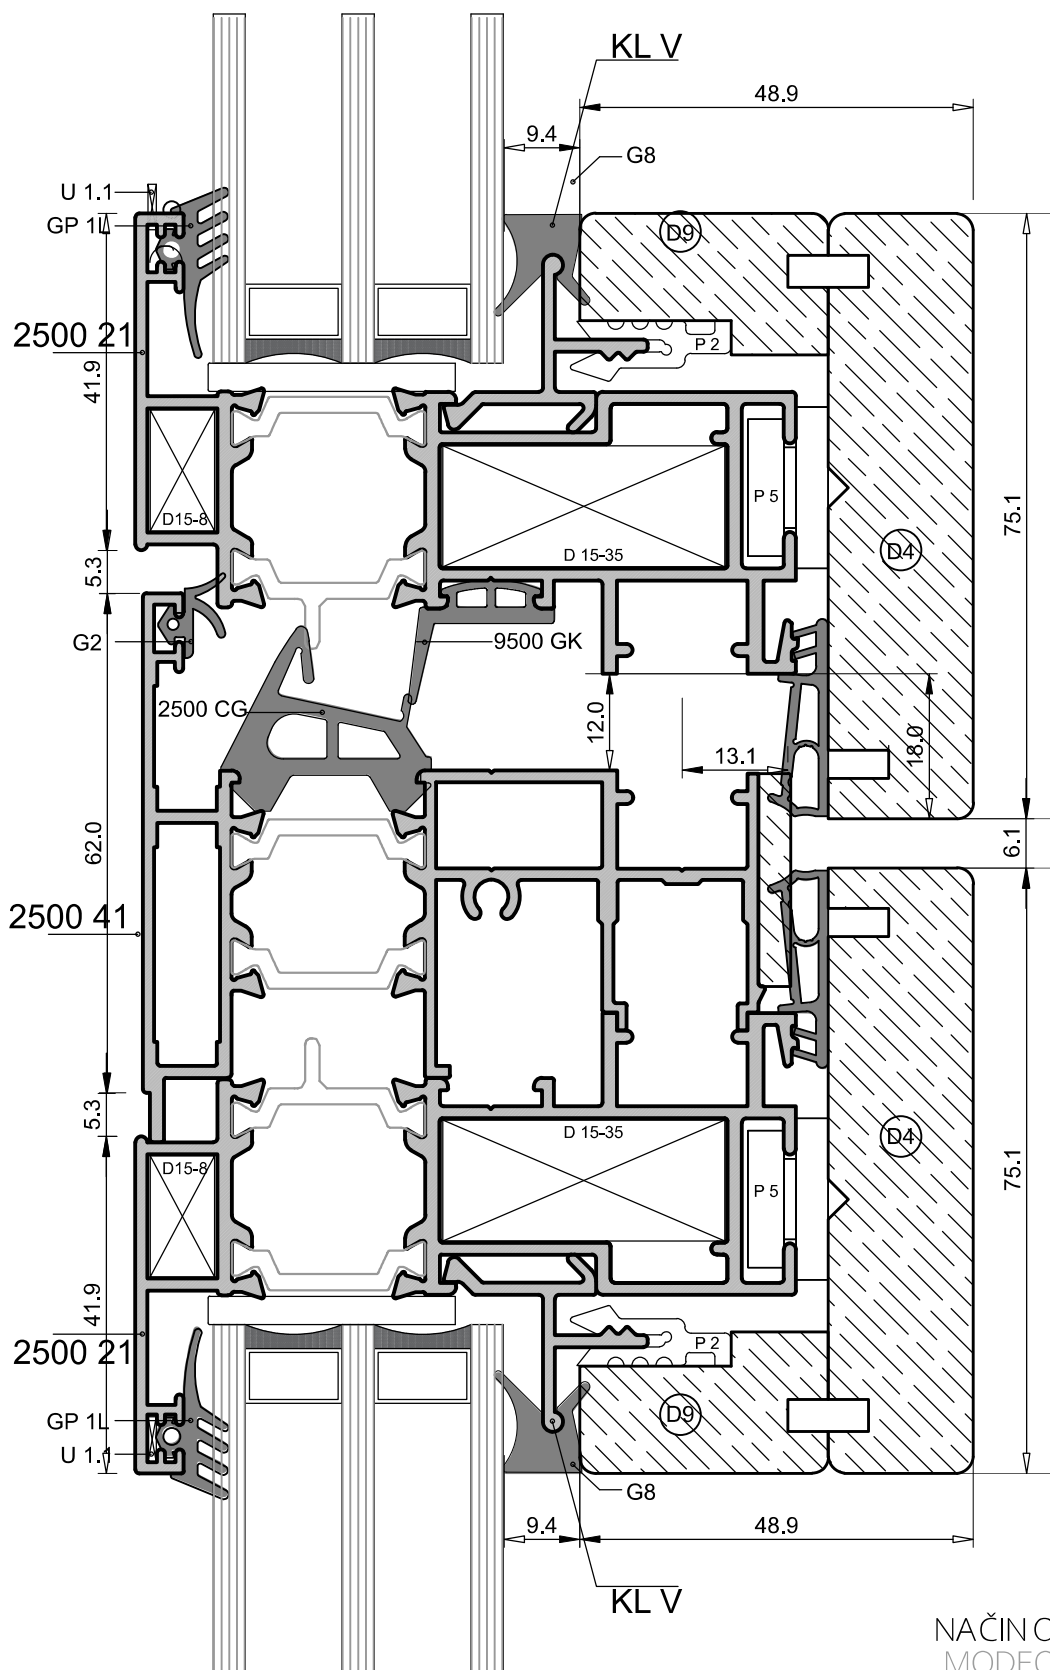 KL V
48.9
9.4
G8
U 1.1
GP 1L
D9
2500 21
P 2
41.9
D15-8
P 5
D 15-35
75.1
D4
5.3
G2
9500 GK
2500 CG
12.0
13.1
18.0
62.0
6.1
2500 41
5.3
D 15-35
D15-8
P 5
D4
75.1
41.9
2500 21
P 2
GP 1L
D9
U 1.1
G8
9.4
48.9
KL V
NAČIN O